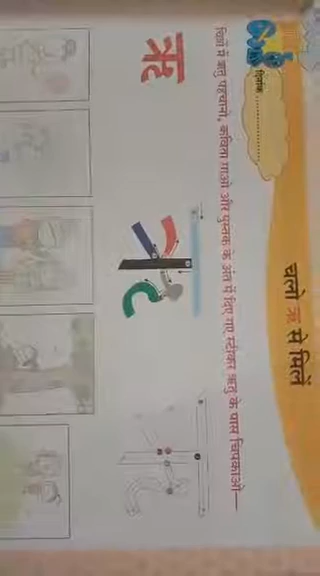 चलो ऋ से मिलें
दिनांक
चित्रों में ऋतु पहचानो, कविता गाओ और पुस्तक के अंत में दिए गए स्टीकर ऋतु के पास चिपकाओ—
ऋ